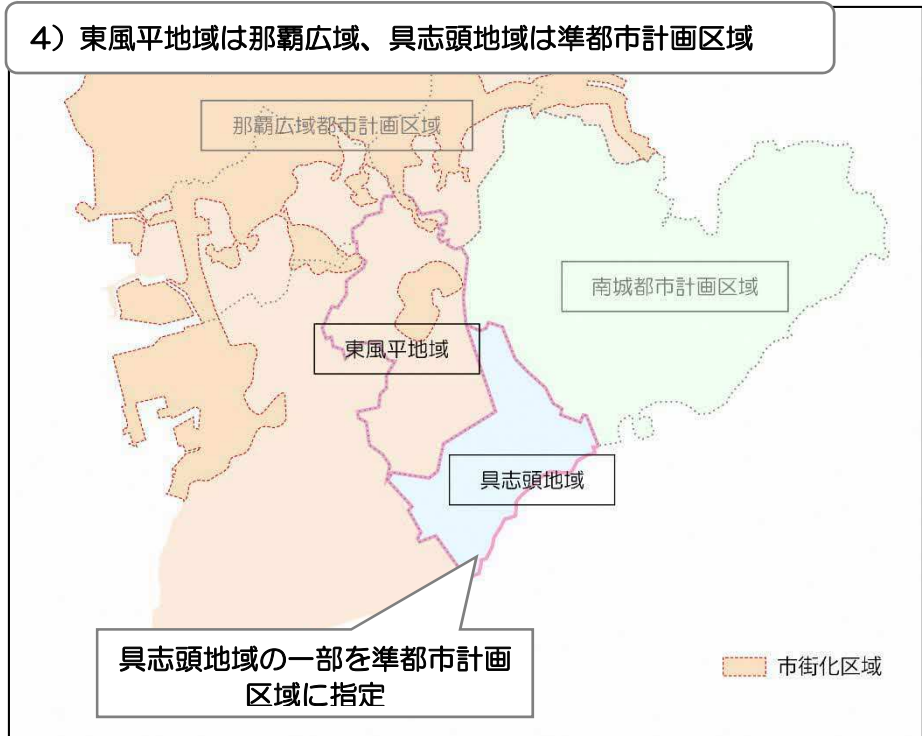 4）東風平地域は那覇広域、具志頭地域は準都市計画区域
那覇広域都市計画区域
南城都市計画区域
東風平地域
具志頭地域
具志頭地域の一部を準都市計画
区域に指定
市街化区域